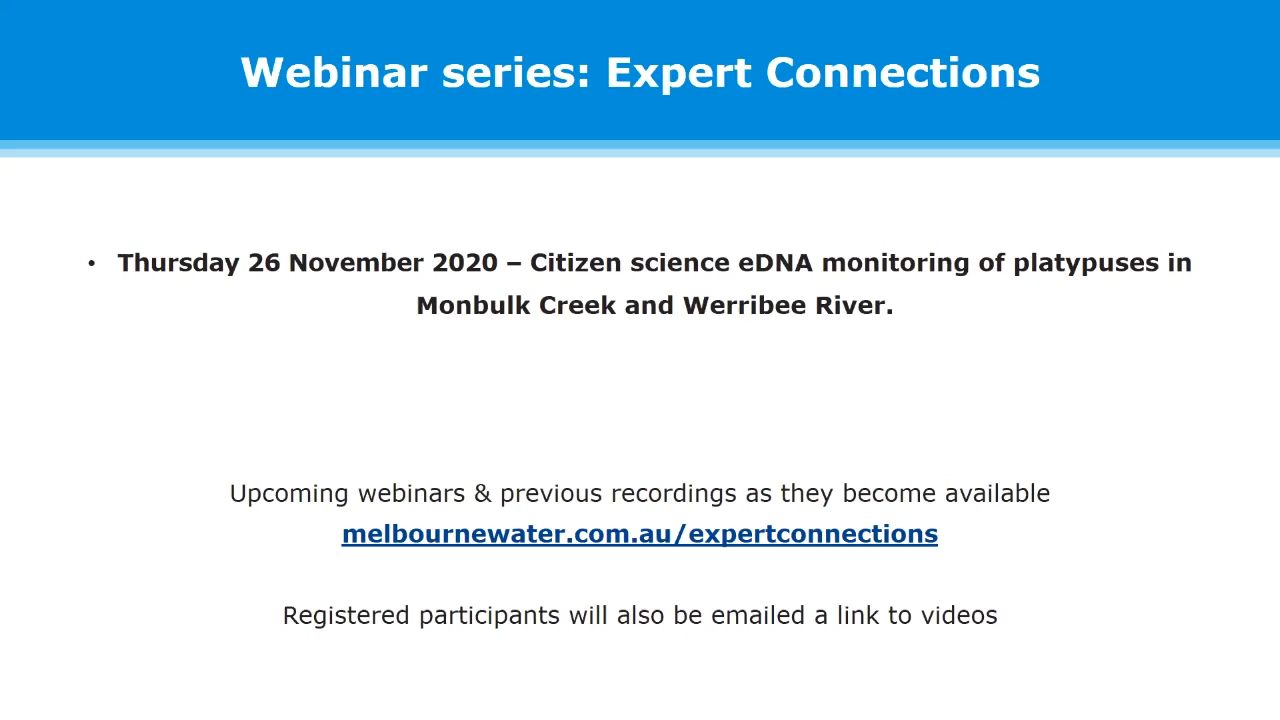 Webinar series: Expert Connections
• Thursday 26 November 2020 – Citizen science eDNA monitoring of platypuses in
Monbulk Creek and Werribee River.
Upcoming webinars & previous recordings as they become available
melbournewater.com.au/expertconnections
Registered participants will also be emailed a link to videos